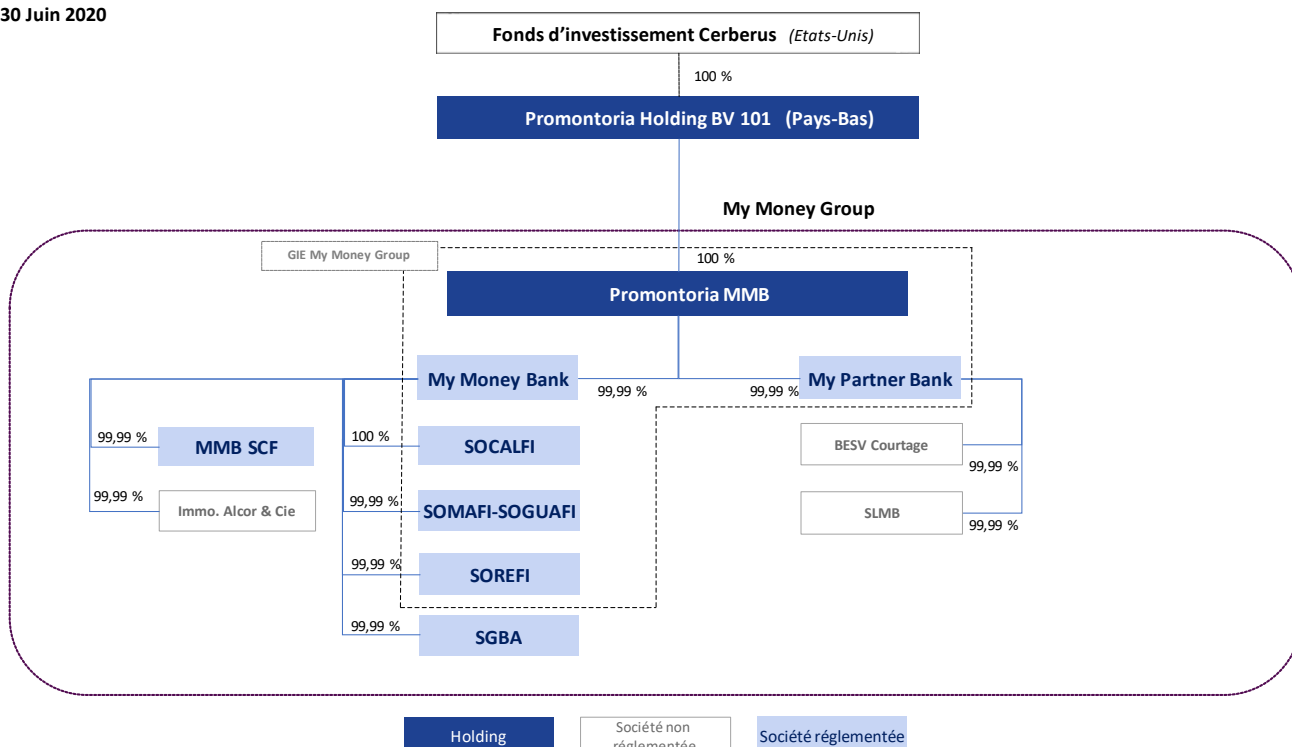 30 Juin 2020
Fonds d'investissement Cerberus (Etats-Unis)
100 %
Promontoria Holding BV 101 (Pays-Bas)
My Money Group
GIE My Money Group
100 %
Promontoria MMB
My Money Bank
99,99 %
99,99 %
My Partner Bank
99,99 %
MMB SCF
100 %
SOCALFI
BESV Courtage
99,99 %
99,99 %
Immo. Alcor & Cie
99,99 %
SOMAFI-SOGUAFI
SLMB
99,99 %
99,99 %
SOREFI
99,99 %
SGBA
Holding
Société non
réglementée
Société réglementée